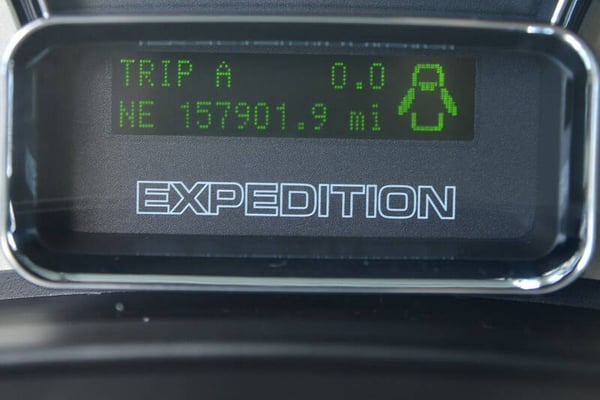 TRIP A 0.0
NE 157901.9 mi
EXPEDITION